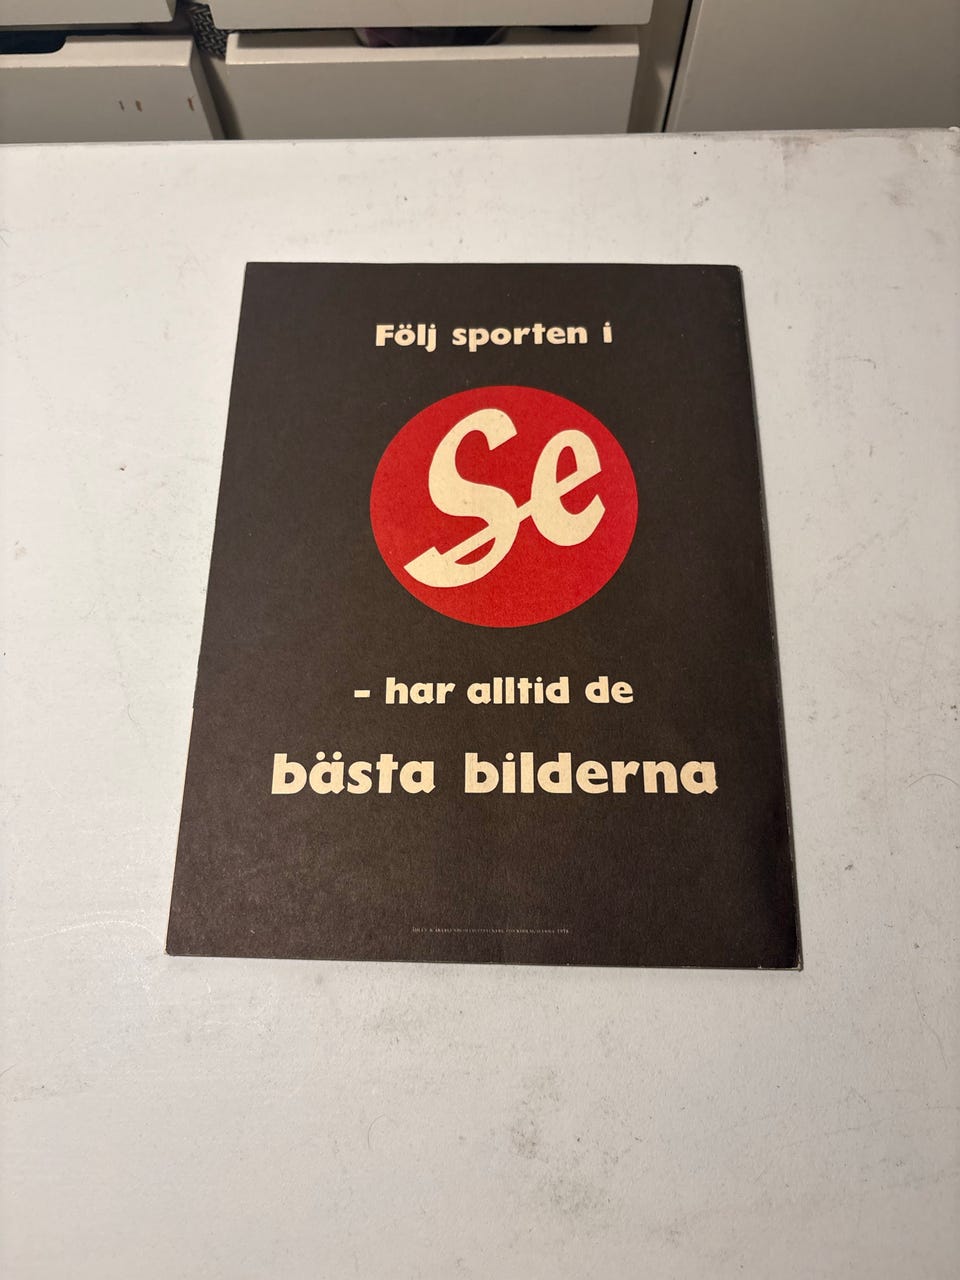 Följ sporten i
Se
- har alltid de
bästa bilderna